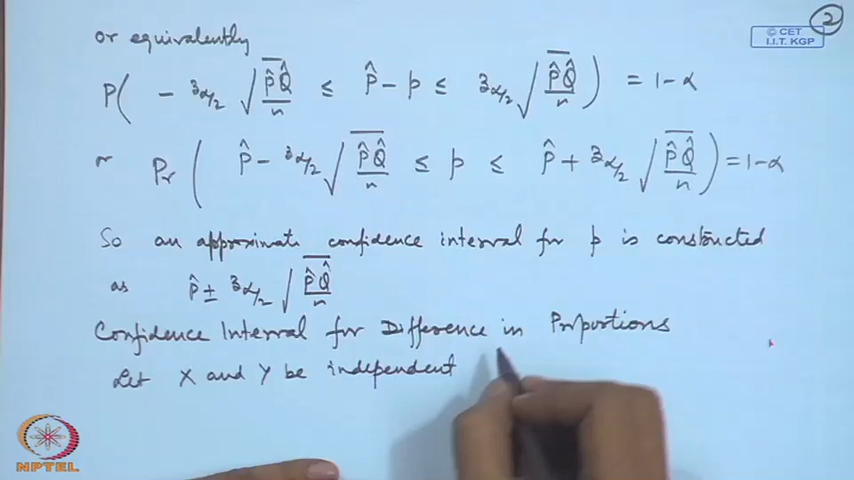 2
© CET
I.I.T. KGP
or equivalently
P( - z_{α/2} √(P̂Q̂/n) ≤ P̂ - p ≤ z_{α/2} √(P̂Q̂/n) ) = 1-α
or Pr ( P̂ - z_{α/2} √(P̂Q̂/n) ≤ p ≤ P̂ + z_{α/2} √(P̂Q̂/n) ) = 1-α
So an approximate confidence interval for p is constructed
as P̂ ± z_{α/2} √(P̂Q̂/n)
Confidence Interval for Difference in Proportions
Let X and Y be independent
NPTEL